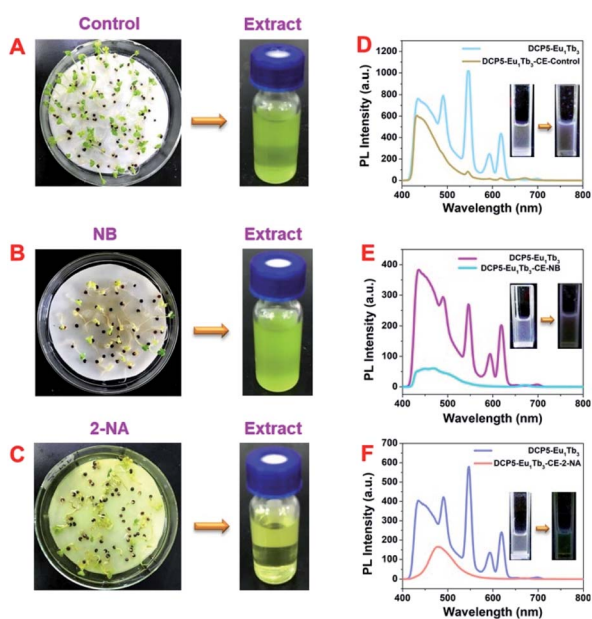 Control
Extract
A
D
DCP5-Eu₁Tb₃
DCP5-Eu₁Tb₃-CE-Control
PL Intensity (a.u.)
1200
1000
800
600
400
200
0
400 500 600 700 800
Wavelength (nm)
NB
Extract
B
E
DCP5-Eu₁Tb₃
DCP5-Eu₁Tb₃-CE-NB
PL Intensity (a.u.)
400
300
200
100
0
400 500 600 700 800
Wavelength (nm)
2-NA
Extract
C
F
DCP5-Eu₁Tb₃
DCP5-Eu₁Tb₃-CE-2-NA
PL Intensity (a.u.)
700
600
500
400
300
200
100
0
400 500 600 700 800
Wavelength (nm)